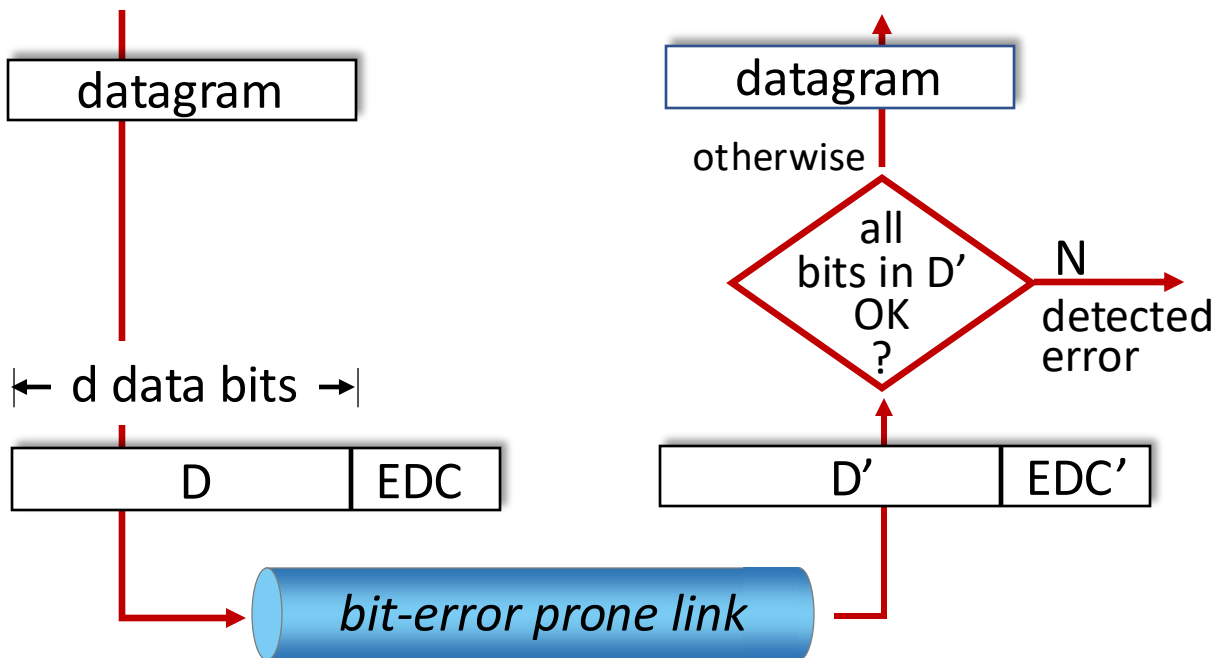 datagram
d data bits
D
EDC
bit-error prone link
datagram
otherwise
all
bits in D’
OK
?
N
detected
error
D’
EDC’